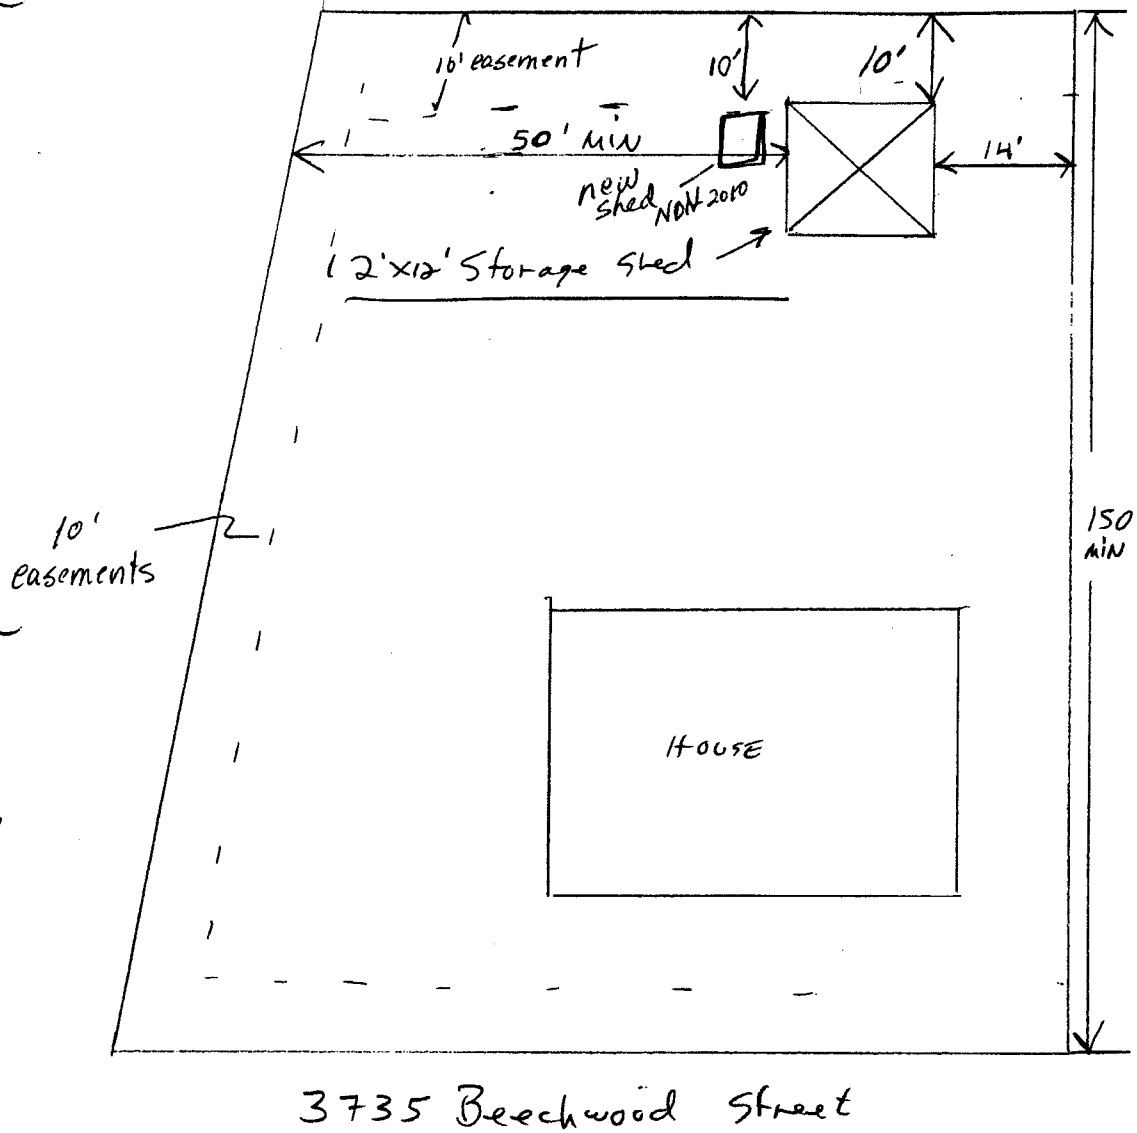 10' easement
10'
10'
50' MIN
14'
new
shed NOV 2010
12'x12' Storage shed
10'
easements
150
MIN
HOUSE
3735 Beechwood Street